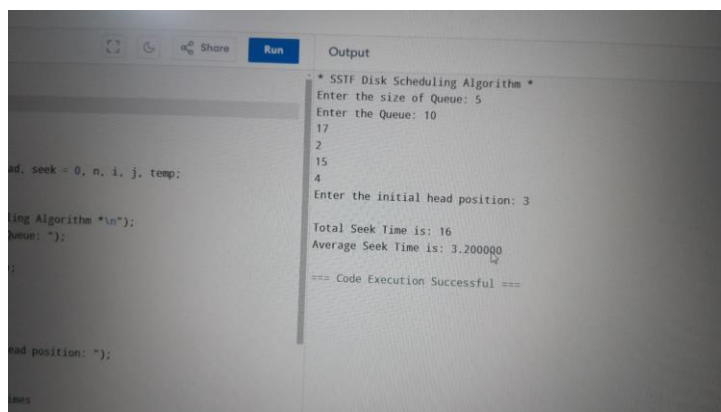 Share
Run
Output
* SSTF Disk Scheduling Algorithm *
Enter the size of Queue: 5
Enter the Queue: 10
17
2
15
4
Enter the initial head position: 3
Total Seek Time is: 16
Average Seek Time is: 3.200000
=== Code Execution Successful ===
ad, seek = 0, n, i, j, temp;
ling Algorithm *\n");
Queue: ");
);
ead position: ");
imes